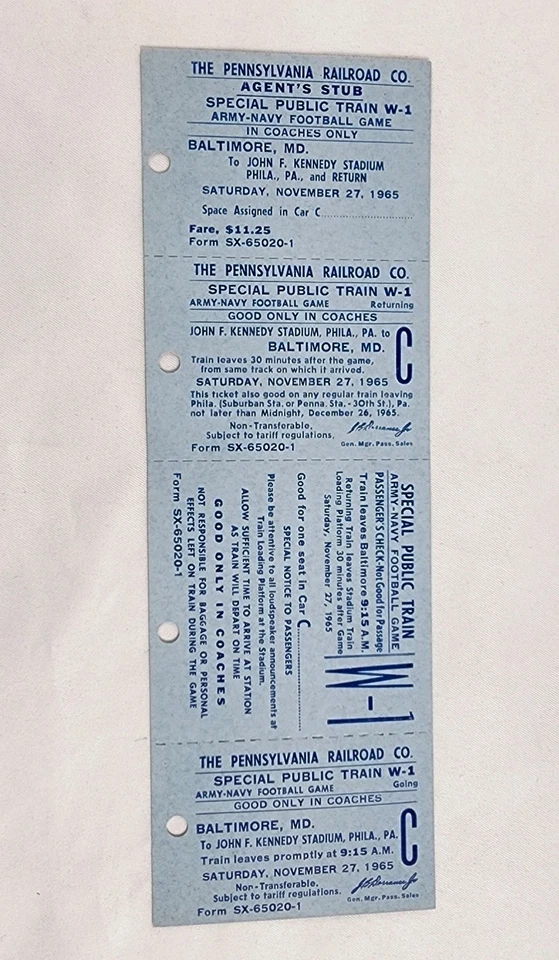 THE PENNSYLVANIA RAILROAD CO.
AGENT'S STUB
SPECIAL PUBLIC TRAIN W-1
ARMY-NAVY FOOTBALL GAME
IN COACHES ONLY
BALTIMORE, MD.
To JOHN F. KENNEDY STADIUM
PHILA., PA., and RETURN
SATURDAY, NOVEMBER 27, 1965
Space Assigned in Car C
Fare, $11.25
Form SX-65020-1
THE PENNSYLVANIA RAILROAD CO.
SPECIAL PUBLIC TRAIN W-1
ARMY-NAVY FOOTBALL GAME Returning
GOOD ONLY IN COACHES
JOHN F. KENNEDY STADIUM, PHILA., PA. to
BALTIMORE, MD.
C
Train leaves 30 minutes after the game,
from same track on which it arrived.
SATURDAY, NOVEMBER 27, 1965
This ticket also good on any regular train leaving
Phila. (Suburban Sta. or Penna. Sta. - 30th St.), Pa.
not later than Midnight, December 26, 1965.
Non-Transferable.
Subject to tariff regulations.
Gen. Mgr. Pass. Sales
Form SX-65020-1
SPECIAL PUBLIC TRAIN
ARMY-NAVY FOOTBALL GAME
PASSENGER'S CHECK-Not Good for Passage
Train leaves Baltimore 9:15 A.M.
Returning Train leaves Stadium Train
Loading Platform 30 minutes after Game
Saturday, November 27, 1965
W-1
Good for one seat in Car C
SPECIAL NOTICE TO PASSENGERS
Please be attentive to all loudspeaker announcements at
Train Loading Platform at the Stadium.
ALLOW SUFFICIENT TIME TO ARRIVE AT STATION
AS TRAIN WILL DEPART ON TIME
GOOD ONLY IN COACHES
NOT RESPONSIBLE FOR BAGGAGE OR PERSONAL
EFFECTS LEFT ON TRAIN DURING THE GAME
Form SX-65020-1
THE PENNSYLVANIA RAILROAD CO.
SPECIAL PUBLIC TRAIN W-1
ARMY-NAVY FOOTBALL GAME Going
GOOD ONLY IN COACHES
BALTIMORE, MD.
To JOHN F. KENNEDY STADIUM, PHILA., PA.
C
Train leaves promptly at 9:15 A.M.
SATURDAY, NOVEMBER 27, 1965
Non-Transferable.
Subject to tariff regulations.
Gen. Mgr. Pass. Sales
Form SX-65020-1